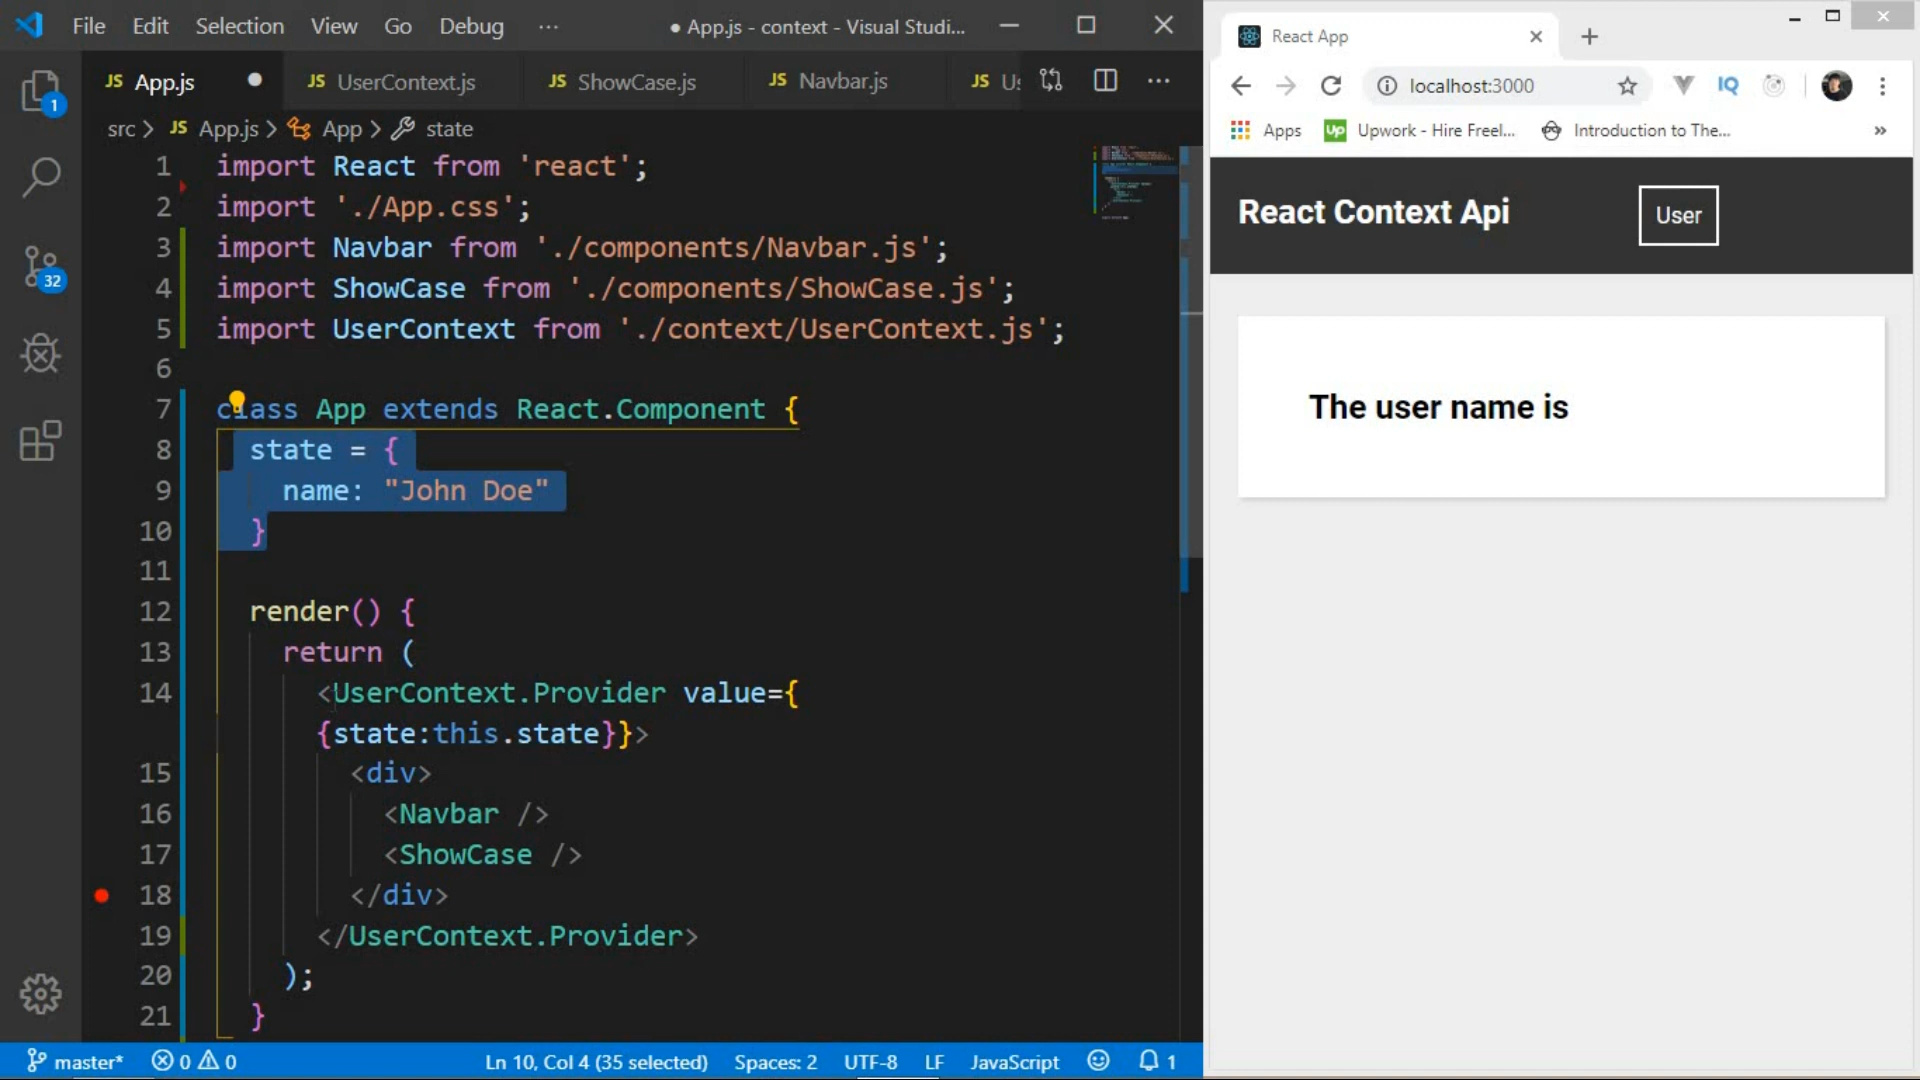 File Edit Selection View Go Debug ··· ● App.js - context - Visual Studi...
JS App.js ● JS UserContext.js JS ShowCase.js JS Navbar.js JS Us ···
src > JS App.js > App > state
1 import React from 'react';
2 import './App.css';
3 import Navbar from './components/Navbar.js';
4 import ShowCase from './components/ShowCase.js';
5 import UserContext from './context/UserContext.js';
6
7 class App extends React.Component {
8 state = {
9 name: "John Doe"
10 }
11
12 render() {
13 return (
14 <UserContext.Provider value={
{state:this.state}}>
15 <div>
16 <Navbar />
17 <ShowCase />
18 </div>
19 </UserContext.Provider>
20 );
21 }
1
32
master* 0 0 Ln 10, Col 4 (35 selected) Spaces: 2 UTF-8 LF JavaScript 1
React App
localhost:3000 IQ
Apps Up Upwork - Hire Freel... Introduction to The... »
React Context Api User
The user name is